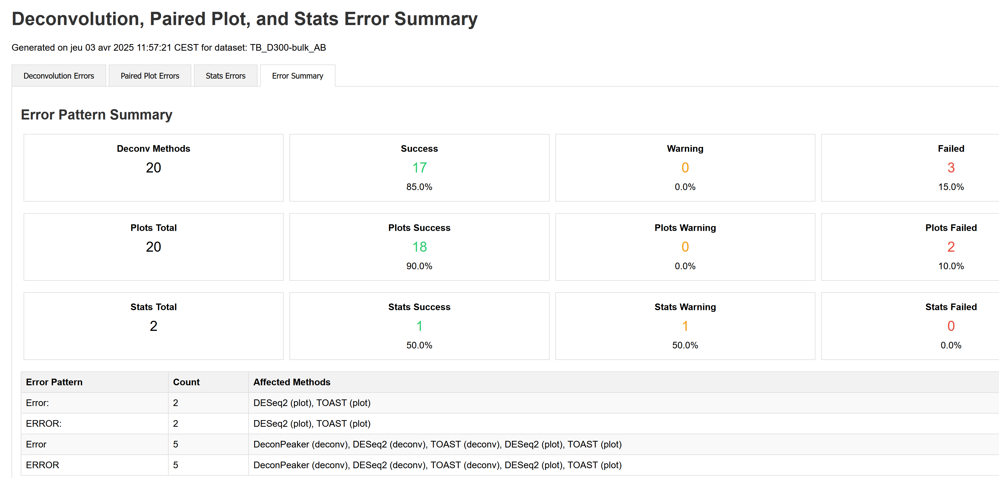 Deconvolution, Paired Plot, and Stats Error Summary
Generated on jeu 03 avr 2025 11:57:21 CEST for dataset: TB_D300-bulk_AB
Deconvolution Errors Paired Plot Errors Stats Errors Error Summary
Error Pattern Summary
Deconv Methods Success Warning Failed
20 17 0 3
85.0% 0.0% 15.0%
Plots Total Plots Success Plots Warning Plots Failed
20 18 0 2
90.0% 0.0% 10.0%
Stats Total Stats Success Stats Warning Stats Failed
2 1 1 0
50.0% 50.0% 0.0%
Error Pattern Count Affected Methods
Error: 2 DESeq2 (plot), TOAST (plot)
ERROR: 2 DESeq2 (plot), TOAST (plot)
Error 5 DeconPeaker (deconv), DESeq2 (deconv), TOAST (deconv), DESeq2 (plot), TOAST (plot)
ERROR 5 DeconPeaker (deconv), DESeq2 (deconv), TOAST (deconv), DESeq2 (plot), TOAST (plot)